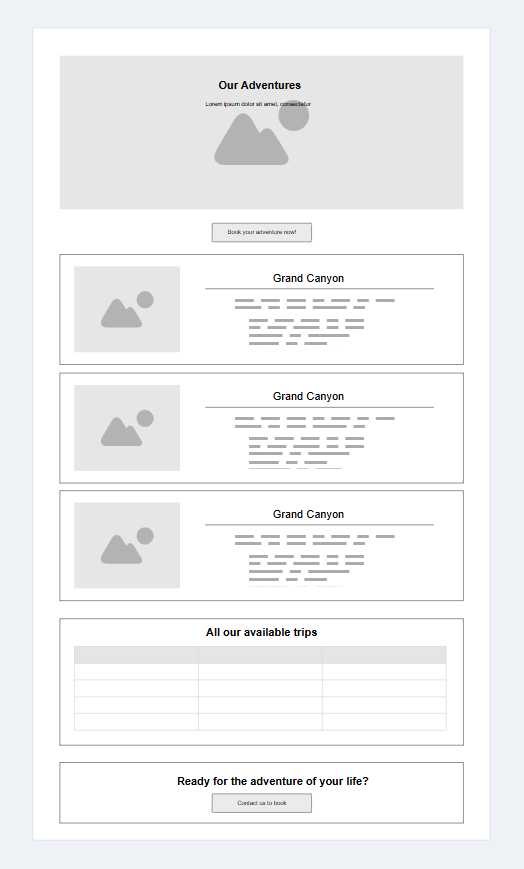 Our Adventures
Lorem ipsum dolor sit amet, consectetur
Book your adventure now!
Grand Canyon
Grand Canyon
Grand Canyon
All our available trips
Ready for the adventure of your life?
Contact us to book